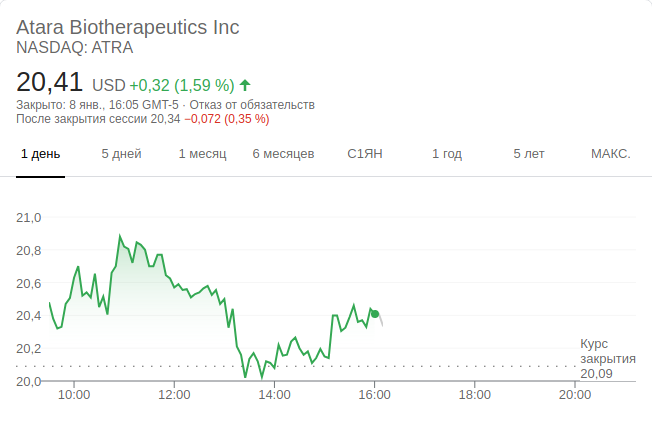 Atara Biotherapeutics Inc
NASDAQ: ATRA
20,41 USD +0,32 (1,59 %)
Закрыто: 8 янв., 16:05 GMT-5 · Отказ от обязательств
После закрытия сессии 20,34 −0,072 (0,35 %)
1 день 5 дней 1 месяц 6 месяцев С1ЯН 1 год 5 лет МАКС.
21,0
20,8
20,6
20,4
20,2
Курс
закрытия
20,09
20,0
10:00 12:00 14:00 16:00 18:00 20:00